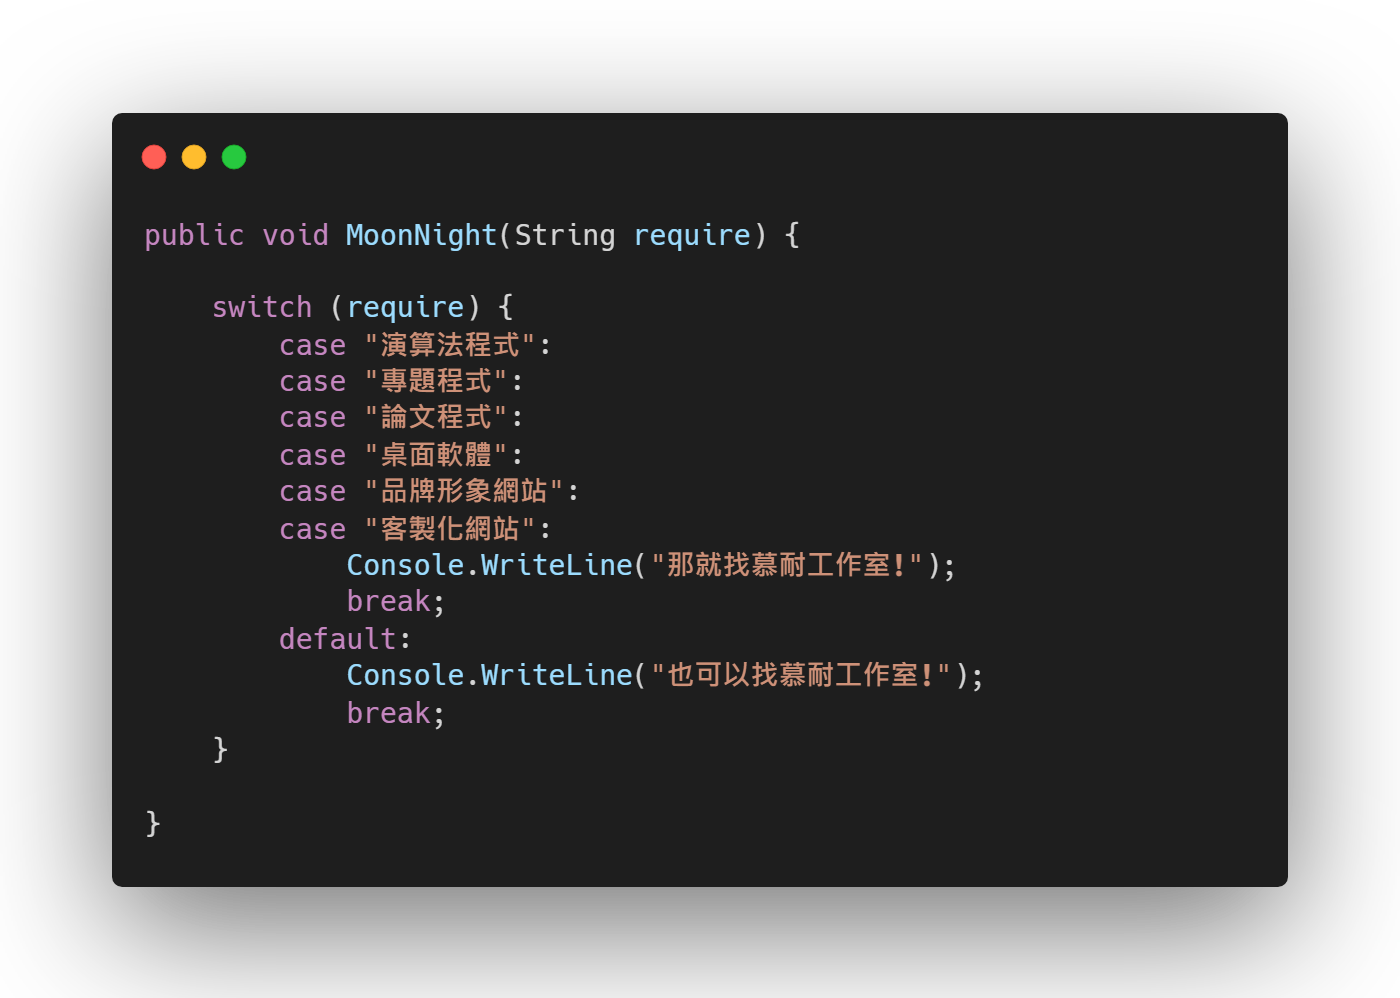 public void MoonNight(String require) {
switch (require) {
case "演算法程式":
case "專題程式":
case "論文程式":
case "桌面軟體":
case "品牌形象網站":
case "客製化網站":
Console.WriteLine("那就找慕耐工作室!");
break;
default:
Console.WriteLine("也可以找慕耐工作室!");
break;
}
}